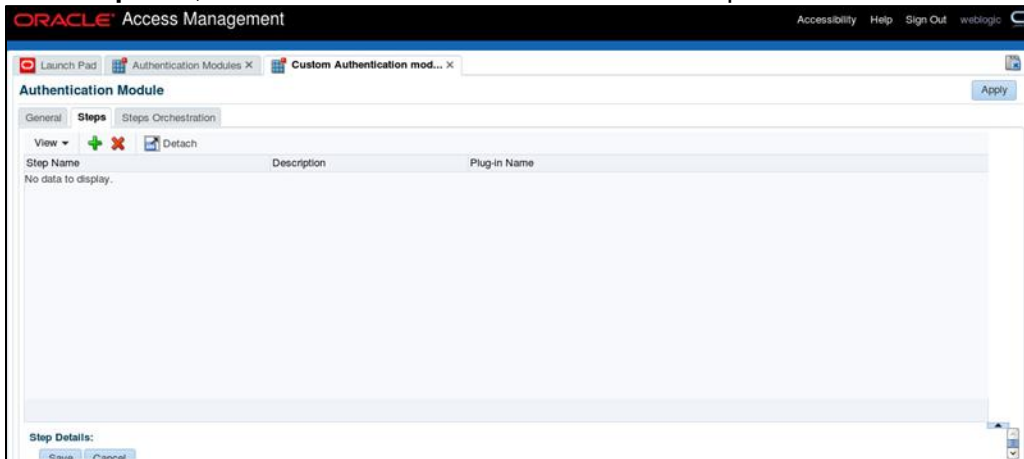 ORACLE Access Management
Accessibility Help Sign Out weblogic
Launch Pad Authentication Modules × Custom Authentication mod... ×
Authentication Module
Apply
General Steps Steps Orchestration
View Detach
Step Name Description Plug-in Name
No data to display.
Step Details:
Save Cancel